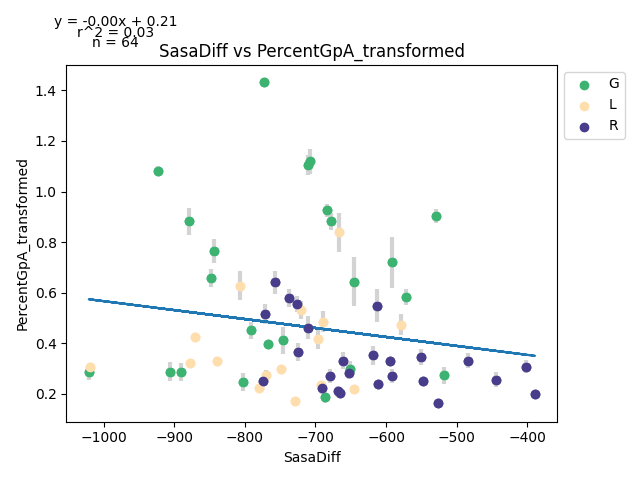 y = -0.00x + 0.21
r^2 = 0.03
n = 64
SasaDiff vs PercentGpA_transformed
G
L
R
PercentGpA_transformed
1.4
1.2
1.0
0.8
0.6
0.4
0.2
−1000 −900 −800 −700 −600 −500 −400
SasaDiff